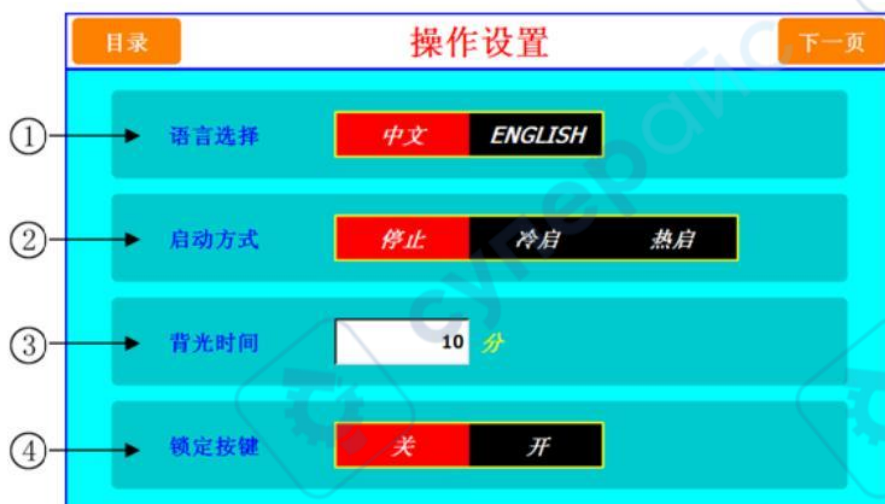 目录 操作设置 下一页
① 语言选择 中文 ENGLISH
② 启动方式 停止 冷启 热启
③ 背光时间 10 分
④ 锁定按键 关 开
супер
айс